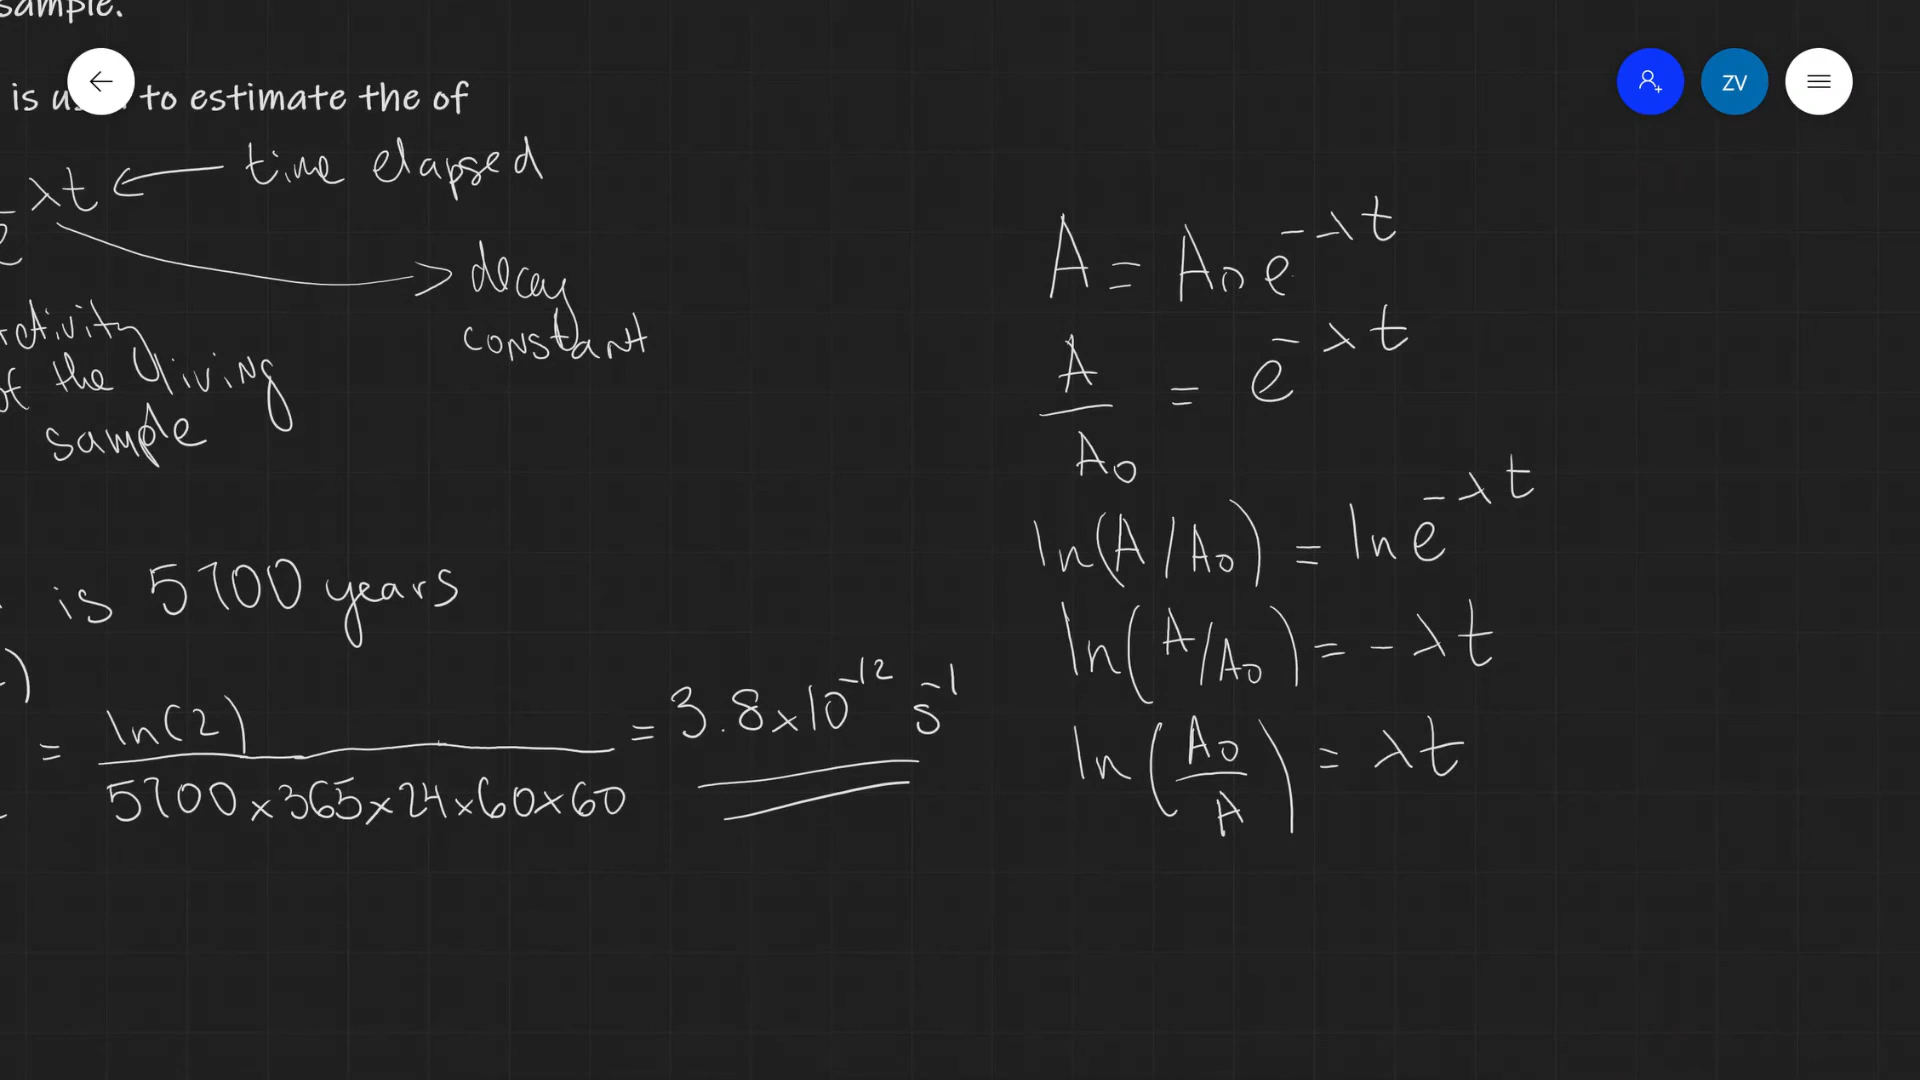 sample.
is u to estimate the of
e^-λt ← time elapsed
decay
constant
activity
of the living
sample
is 5700 years
)
= ln(2) / 5700×365×24×60×60 = 3.8×10^-12 s^-1
A = A₀e^-λt
A/A₀ = e^-λt
ln(A/A₀) = ln e^-λt
ln(A/A₀) = -λt
ln(A₀/A) = λt
ZV